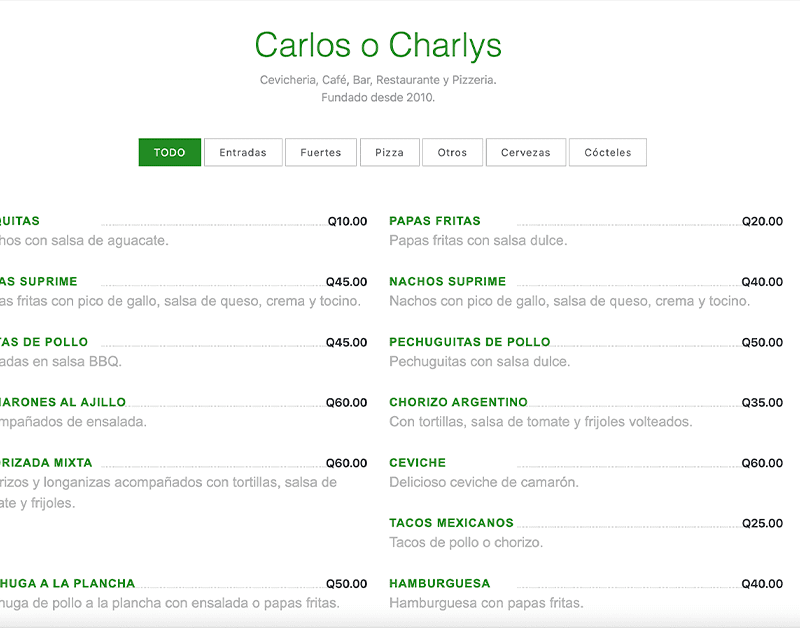 Carlos o Charlys
Cevicheria, Café, Bar, Restaurante y Pizzeria.
Fundado desde 2010.
TODO
Entradas
Fuertes
Pizza
Otros
Cervezas
Cócteles
QUITAS Q10.00
hos con salsa de aguacate.
PAPAS FRITAS Q20.00
Papas fritas con salsa dulce.
AS SUPRIME Q45.00
as fritas con pico de gallo, salsa de queso, crema y tocino.
NACHOS SUPRIME Q40.00
Nachos con pico de gallo, salsa de queso, crema y tocino.
TAS DE POLLO Q45.00
adas en salsa BBQ.
PECHUGUITAS DE POLLO Q50.00
Pechuguitas con salsa dulce.
ARONES AL AJILLO Q60.00
mpañados de ensalada.
CHORIZO ARGENTINO Q35.00
Con tortillas, salsa de tomate y frijoles volteados.
RIZADA MIXTA Q60.00
rizos y longanizas acompañados con tortillas, salsa de
ate y frijoles.
CEVICHE Q60.00
Delicioso ceviche de camarón.
TACOS MEXICANOS Q25.00
Tacos de pollo o chorizo.
HUGA A LA PLANCHA Q50.00
huga de pollo a la plancha con ensalada o papas fritas.
HAMBURGUESA Q40.00
Hamburguesa con papas fritas.